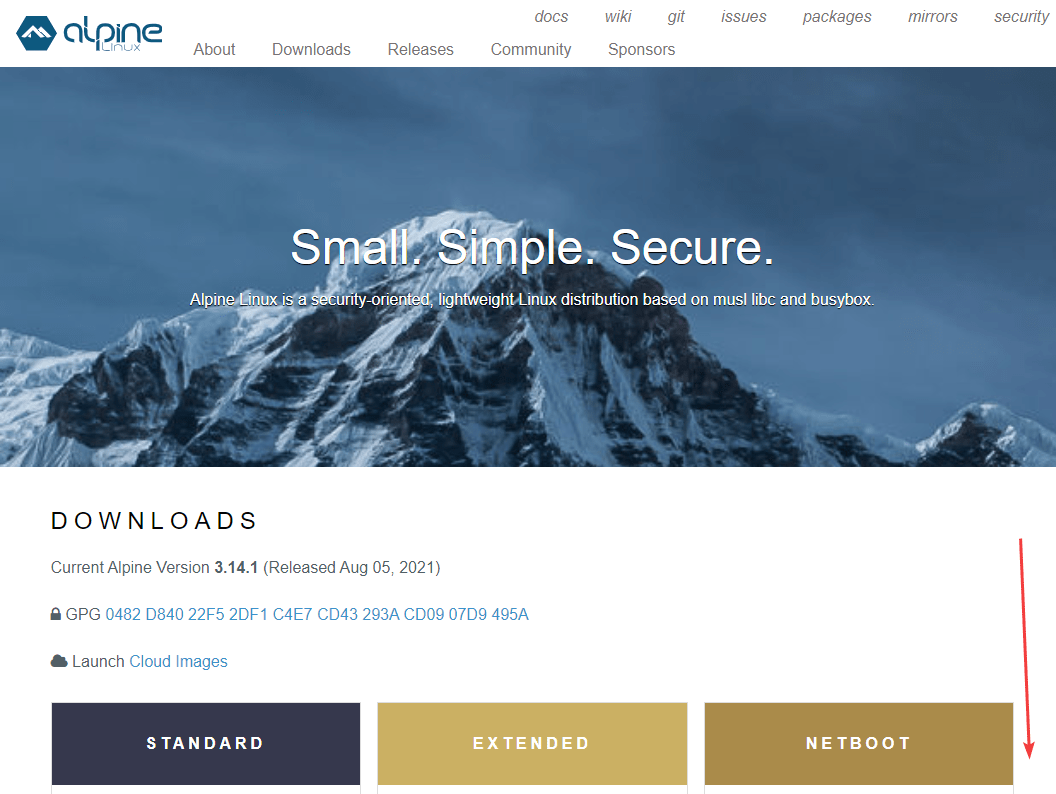 alpine
Linux
docs wiki git issues packages mirrors security
About Downloads Releases Community Sponsors
Small. Simple. Secure.
Alpine Linux is a security-oriented, lightweight Linux distribution based on musl libc and busybox.
DOWNLOADS
Current Alpine Version 3.14.1 (Released Aug 05, 2021)
GPG 0482 D840 22F5 2DF1 C4E7 CD43 293A CD09 07D9 495A
Launch Cloud Images
STANDARD EXTENDED NETBOOT